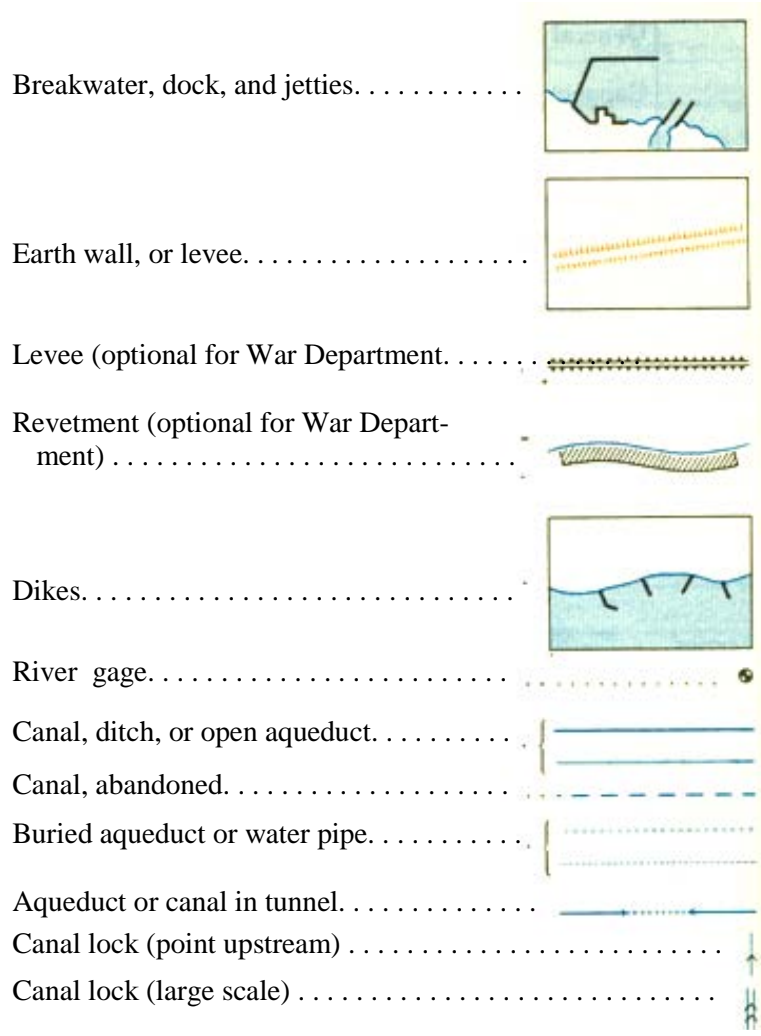 Breakwater, dock, and jetties. . . . . . . . . . . .
Earth wall, or levee. . . . . . . . . . . . . . . . . . . .
Levee (optional for War Department. . . . . . . . . . . . . .
Revetment (optional for War Depart-
ment) . . . . . . . . . . . . . . . . . . . . . . . . . . . .
Dikes. . . . . . . . . . . . . . . . . . . . . . . . . . . . . .
River gage. . . . . . . . . . . . . . . . . . . . . . . . .
Canal, ditch, or open aqueduct. . . . . . . . . .
Canal, abandoned. . . . . . . . . . . . . . . . . . . .
Buried aqueduct or water pipe. . . . . . . . . . .
Aqueduct or canal in tunnel. . . . . . . . . . . . . .
Canal lock (point upstream) . . . . . . . . . . . . . . . . . . . . . . . . . .
Canal lock (large scale) . . . . . . . . . . . . . . . . . . . . . . . . . . . . .